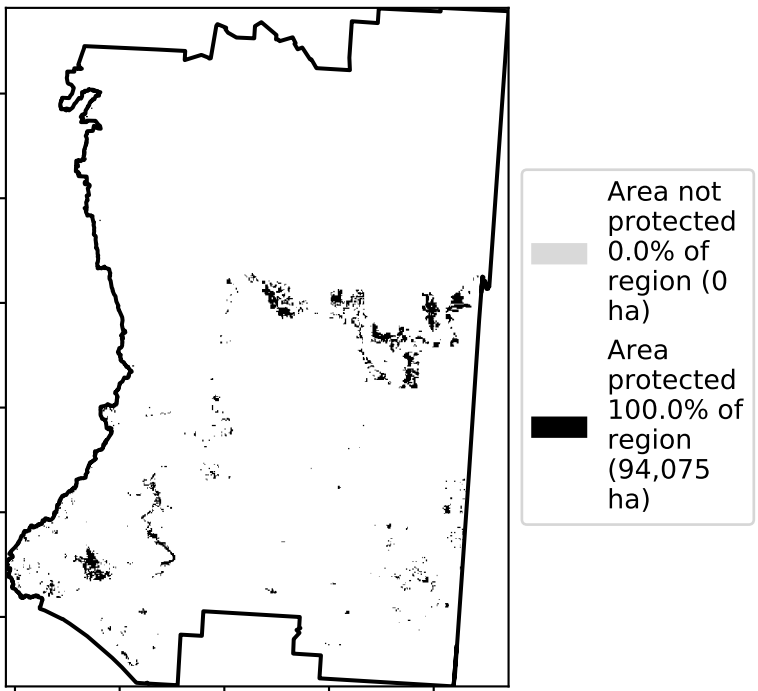 Area not
protected
0.0% of
region (0
ha)
Area
protected
100.0% of
region
(94,075
ha)